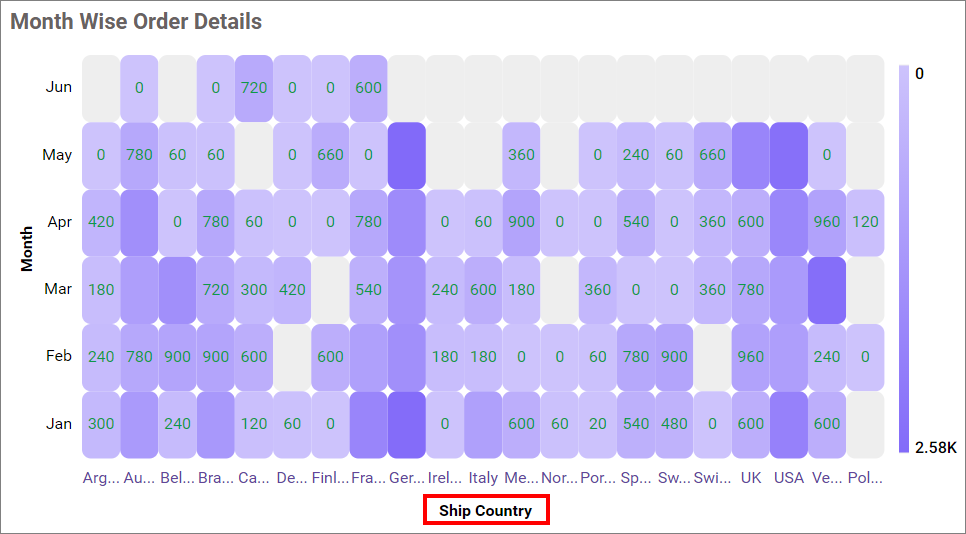 Month Wise Order Details
Jun 0 0 720 0 0 600
May 0 780 60 60 0 660 0 360 0 240 60 660 0
Apr 420 0 780 60 0 0 780 0 60 900 0 0 540 0 360 600 960 120
Mar 180 720 300 420 540 240 600 180 360 0 0 360 780
Feb 240 780 900 900 600 600 180 180 0 0 60 780 900 960 240 0
Jan 300 240 120 60 0 0 600 60 20 540 480 0 600 600
Arg... Au... Bel... Bra... Ca... De... Finl... Fra... Ger... Irel... Italy Me... Nor... Por... Sp... Sw... Swi... UK USA Ve... Pol...
Ship Country
Month
0
2.58K